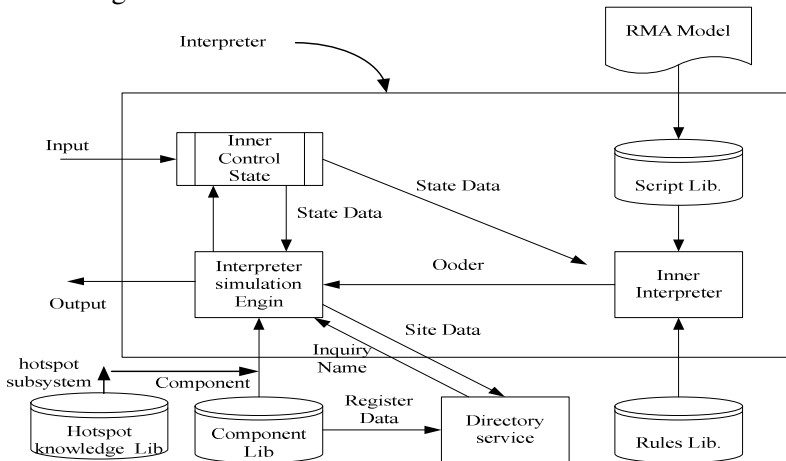 RMA Model
Interpreter
Input
Inner
Control
State
State Data
Script Lib.
State Data
Interpreter
simulation
Engin
Ooder
Inner
Interpreter
Output
Site Data
Inquiry
Name
hotspot
subsystem
Component
Register
Data
Hotspot
knowledge Lib
Component
Lib
Directory
service
Rules Lib.